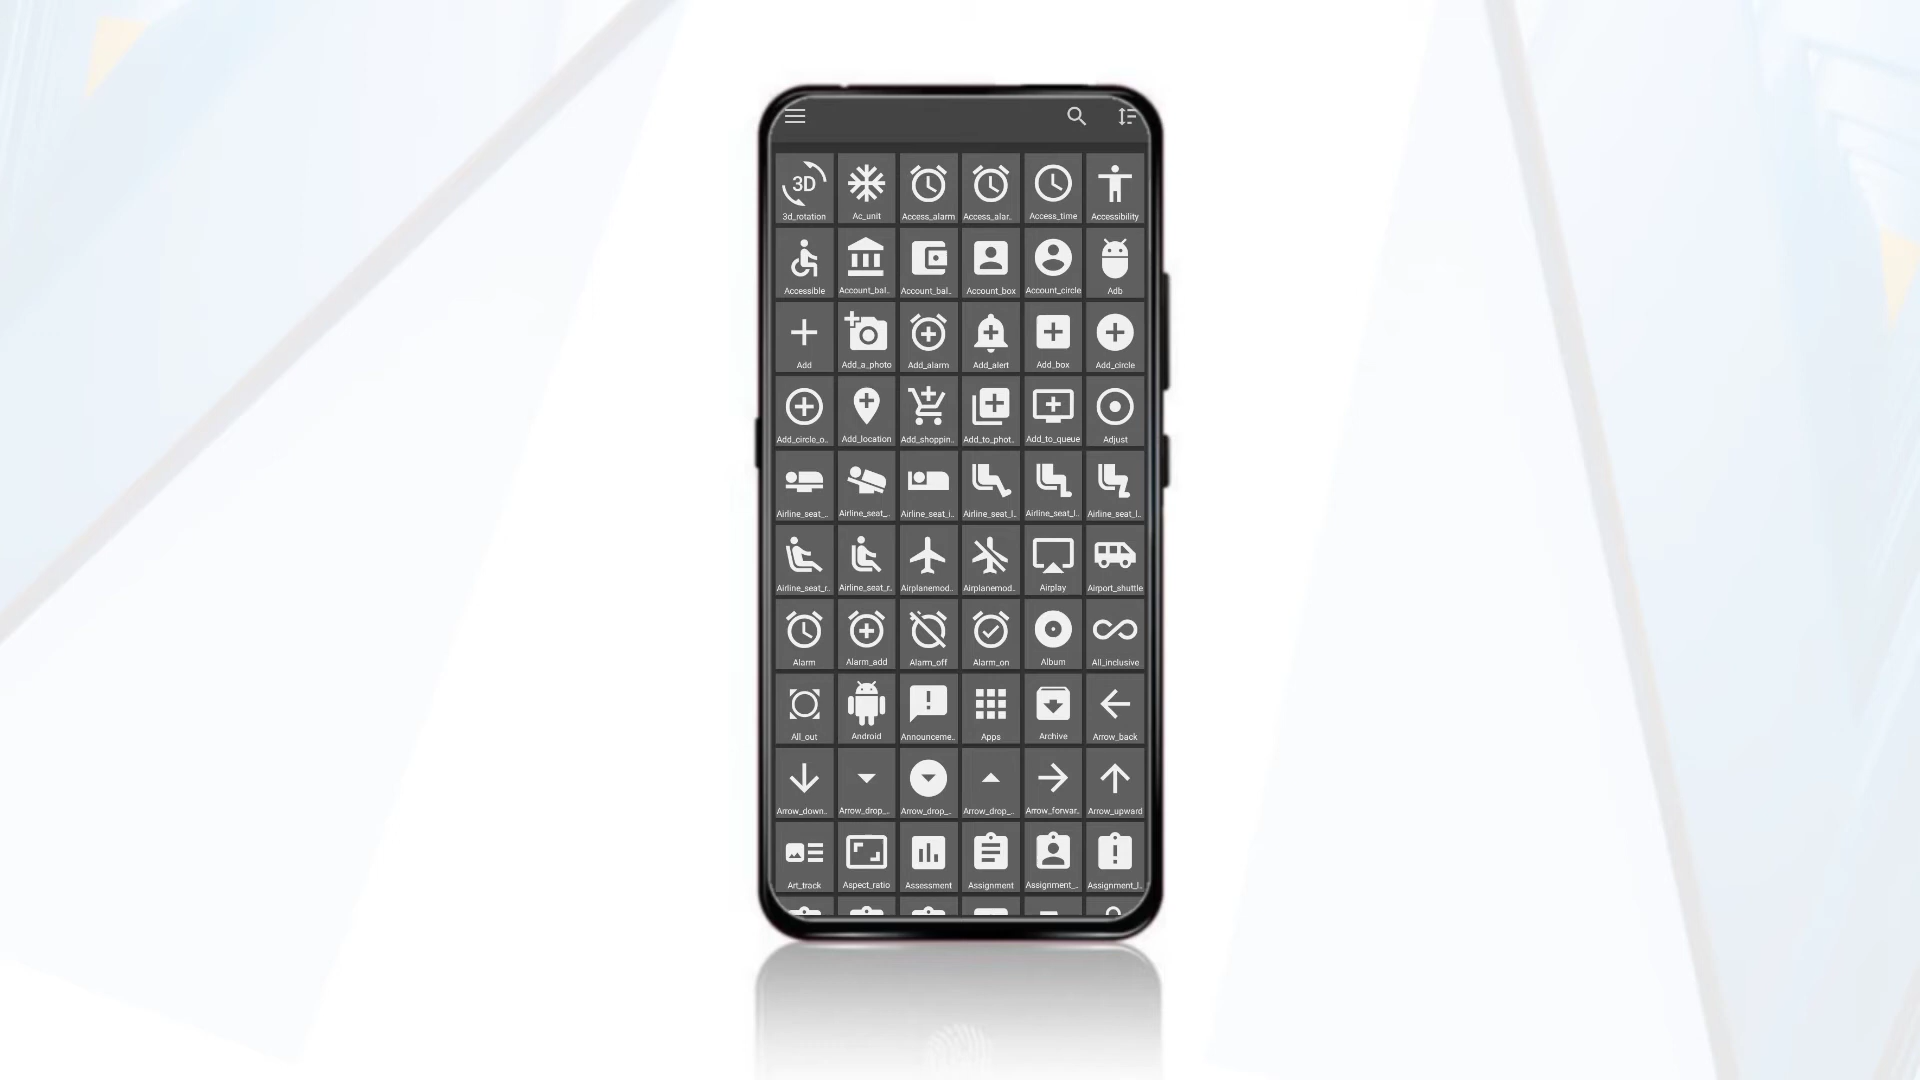 3D
3d_rotation Ac_unit Access_alarm Access_alar.. Access_time Accessibility
Accessible Account_bal.. Account_bal.. Account_box Account_circle Adb
Add Add_a_photo Add_alarm Add_alert Add_box Add_circle
Add_circle_o.. Add_location Add_shoppin.. Add_to_phot.. Add_to_queue Adjust
Airline_seat_.. Airline_seat_.. Airline_seat_i.. Airline_seat_l.. Airline_seat_l.. Airline_seat_l..
Airline_seat_r.. Airline_seat_r.. Airplanemod.. Airplanemod.. Airplay Airport_shuttle
Alarm Alarm_add Alarm_off Alarm_on Album All_inclusive
All_out Android Announceme.. Apps Archive Arrow_back
Arrow_down.. Arrow_drop_.. Arrow_drop_.. Arrow_drop_.. Arrow_forwar.. Arrow_upward
Art_track Aspect_ratio Assessment Assignment Assignment_.. Assignment_l..